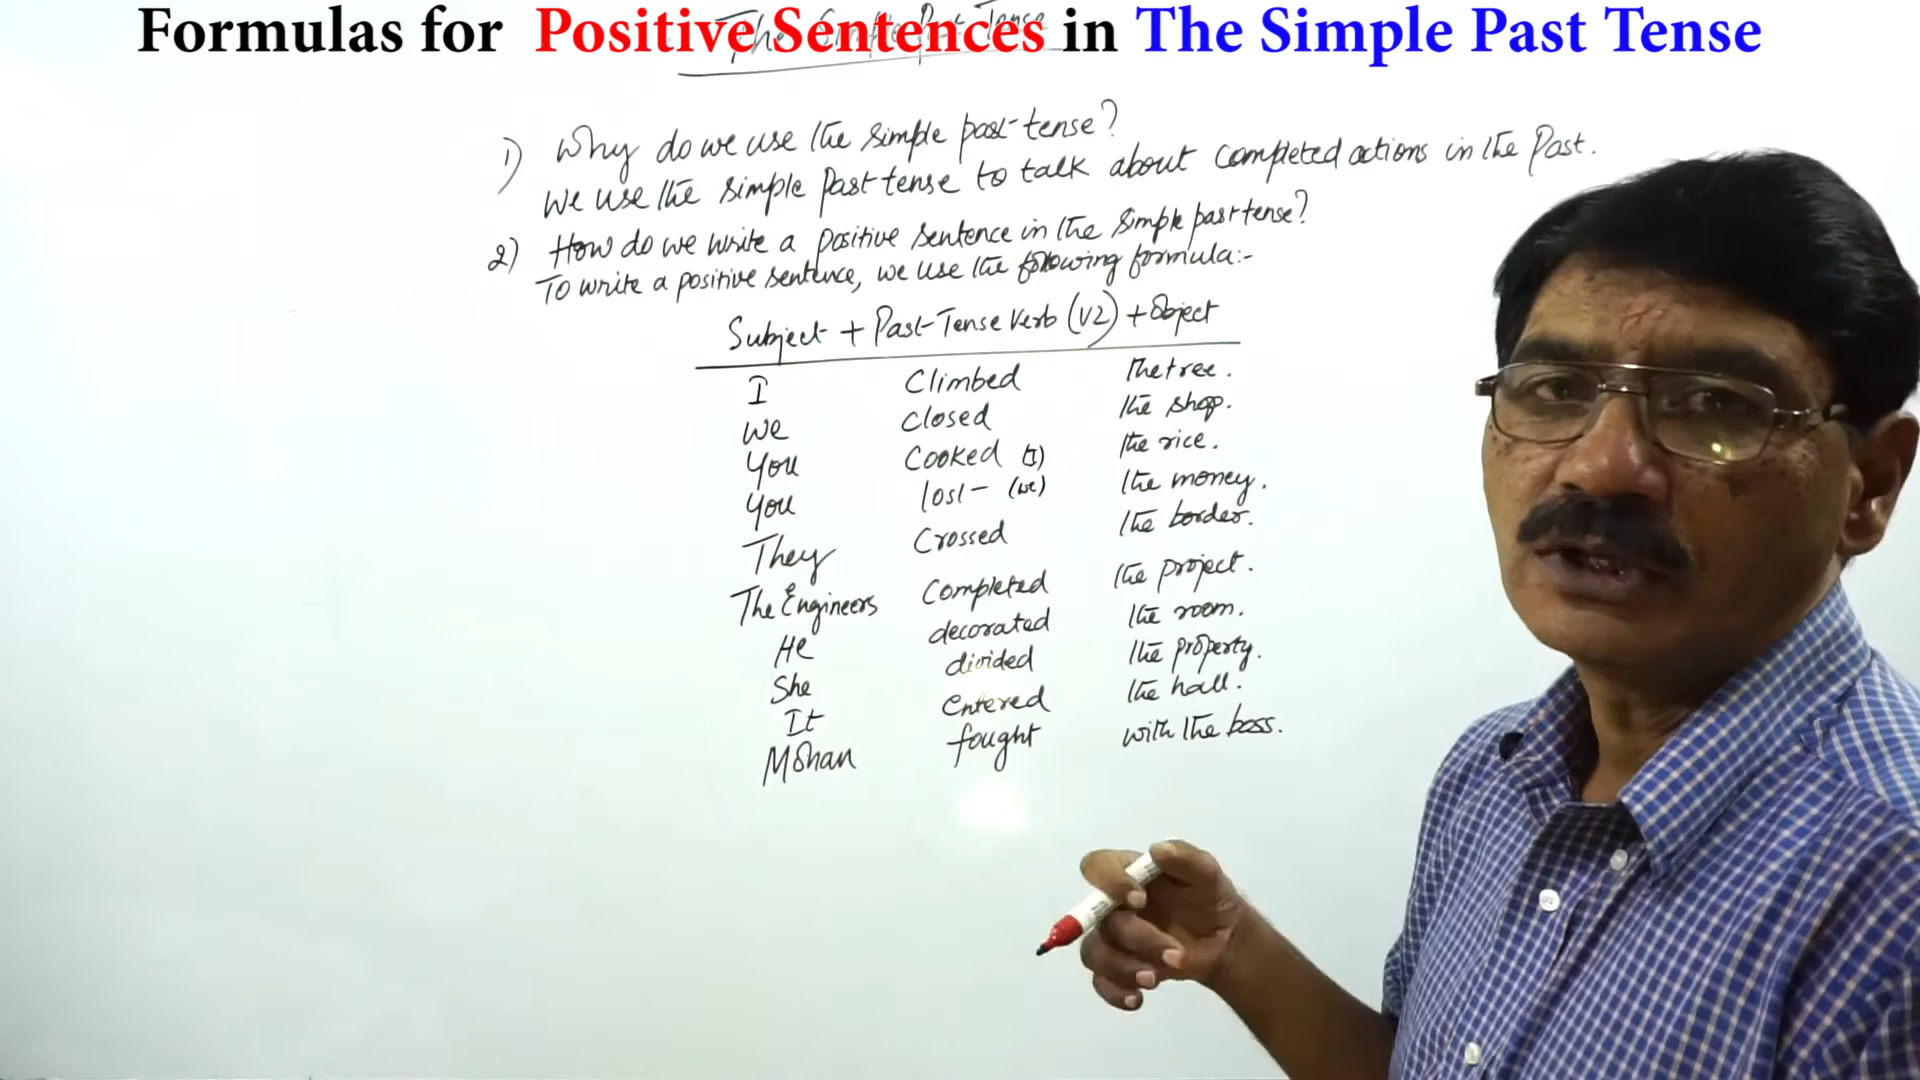 Formulas for Positive Sentences in The Simple Past Tense
The Simple Past Tense
1) Why do we use the simple past tense?
We use the simple past tense to talk about completed actions in the Past.
2) How do we write a positive sentence in the simple past tense?
To write a positive sentence, we use the following formula:-
Subject + Past Tense Verb (V2) + Object
I Climbed the tree.
We closed the shop.
You Cooked (I) the rice.
You lost (we) the money.
They Crossed the border.
The Engineers Completed the project.
He decorated the room.
She divided the property.
It Entered the hall.
Mohan fought with the boss.